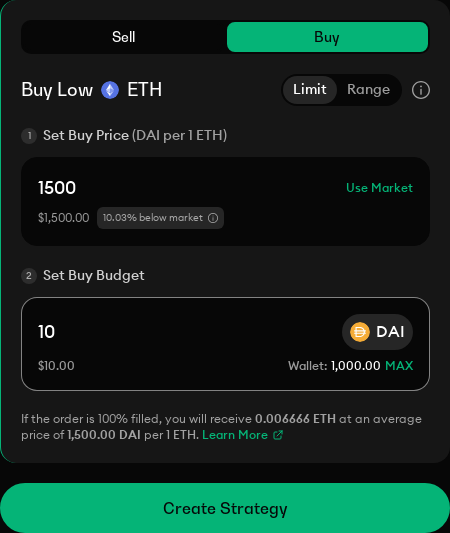 Sell Buy
Buy Low ETH Limit Range
1 Set Buy Price (DAI per 1 ETH)
1500 Use Market
$1,500.00 10.03% below market
2 Set Buy Budget
10 DAI
$10.00 Wallet: 1,000.00 MAX
If the order is 100% filled, you will receive 0.006666 ETH at an average
price of 1,500.00 DAI per 1 ETH. Learn More
Create Strategy